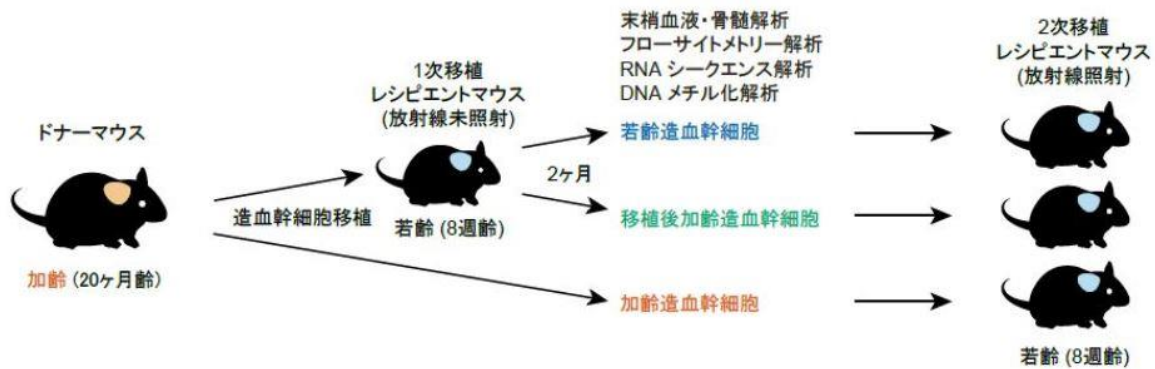 ドナーマウス
加齢 (20ヶ月齢)
造血幹細胞移植
1次移植
レシピエントマウス
(放射線未照射)
若齢 (8週齢)
2ヶ月
末梢血液・骨髄解析
フローサイトメトリー解析
RNA シークエンス解析
DNA メチル化解析
若齢造血幹細胞
移植後加齢造血幹細胞
加齢造血幹細胞
2次移植
レシピエントマウス
(放射線照射)
若齢 (8週齢)